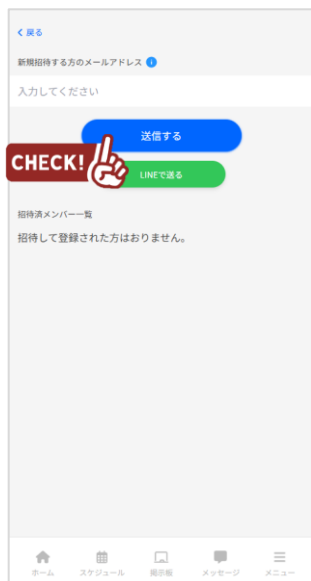 戻る
新規招待する方のメールアドレス
入力してください
送信する
CHECK!
LINEで送る
招待済メンバー一覧
招待して登録された方はおりません。
ホーム スケジュール 掲示板 メッセージ メニュー